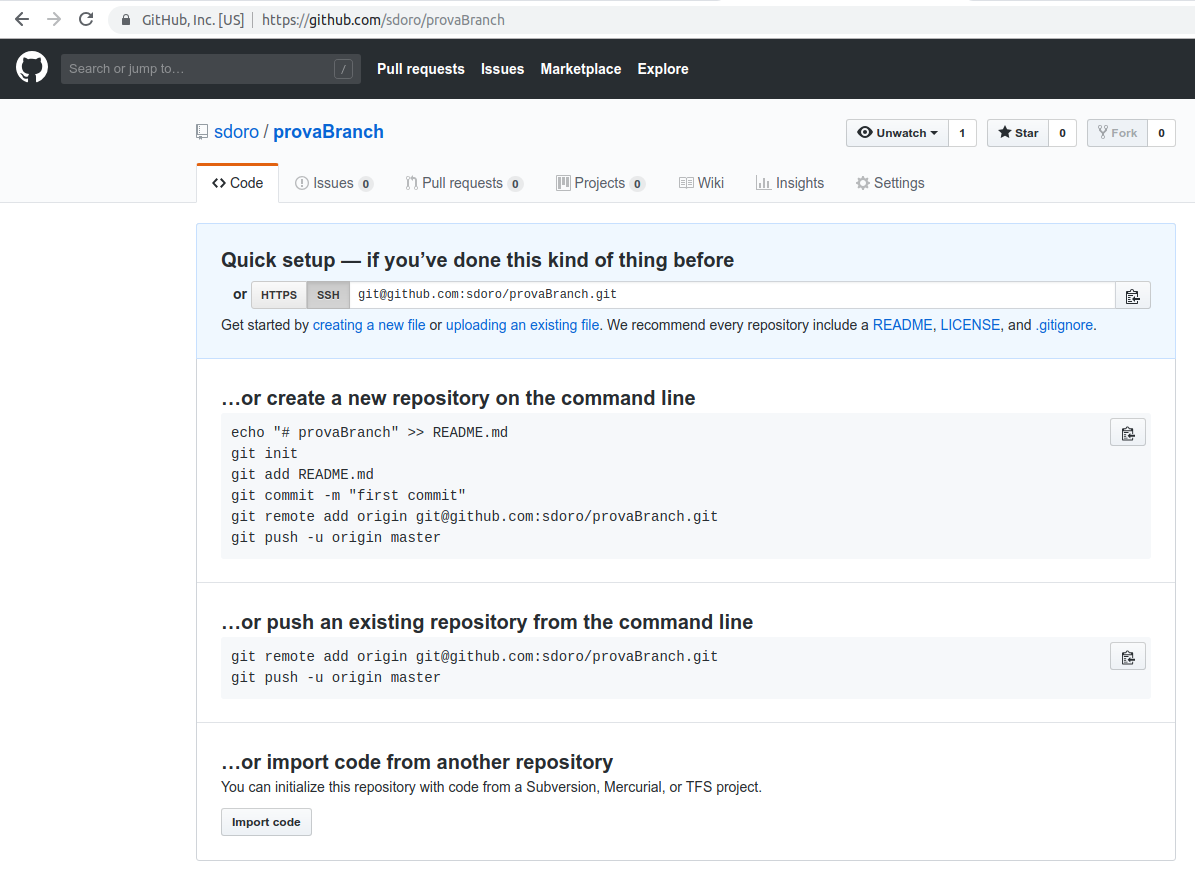 GitHub, Inc. [US] | https://github.com/sdoro/provaBranch
Search or jump to… / Pull requests Issues Marketplace Explore
sdoro / provaBranch Unwatch 1 Star 0 Fork 0
Code Issues 0 Pull requests 0 Projects 0 Wiki Insights Settings
Quick setup — if you’ve done this kind of thing before
or HTTPS SSH git@github.com:sdoro/provaBranch.git
Get started by creating a new file or uploading an existing file. We recommend every repository include a README, LICENSE, and .gitignore.
…or create a new repository on the command line
echo "# provaBranch" >> README.md
git init
git add README.md
git commit -m "first commit"
git remote add origin git@github.com:sdoro/provaBranch.git
git push -u origin master
…or push an existing repository from the command line
git remote add origin git@github.com:sdoro/provaBranch.git
git push -u origin master
…or import code from another repository
You can initialize this repository with code from a Subversion, Mercurial, or TFS project.
Import code